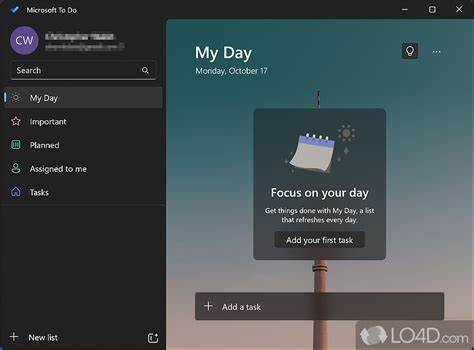 Microsoft To Do
CW
Search
My Day
Important
Planned
Assigned to me
Tasks
New list
My Day
Monday, October 17
Focus on your day
Get things done with My Day, a list
that refreshes every day.
Add your first task
Add a task
LO4D.com